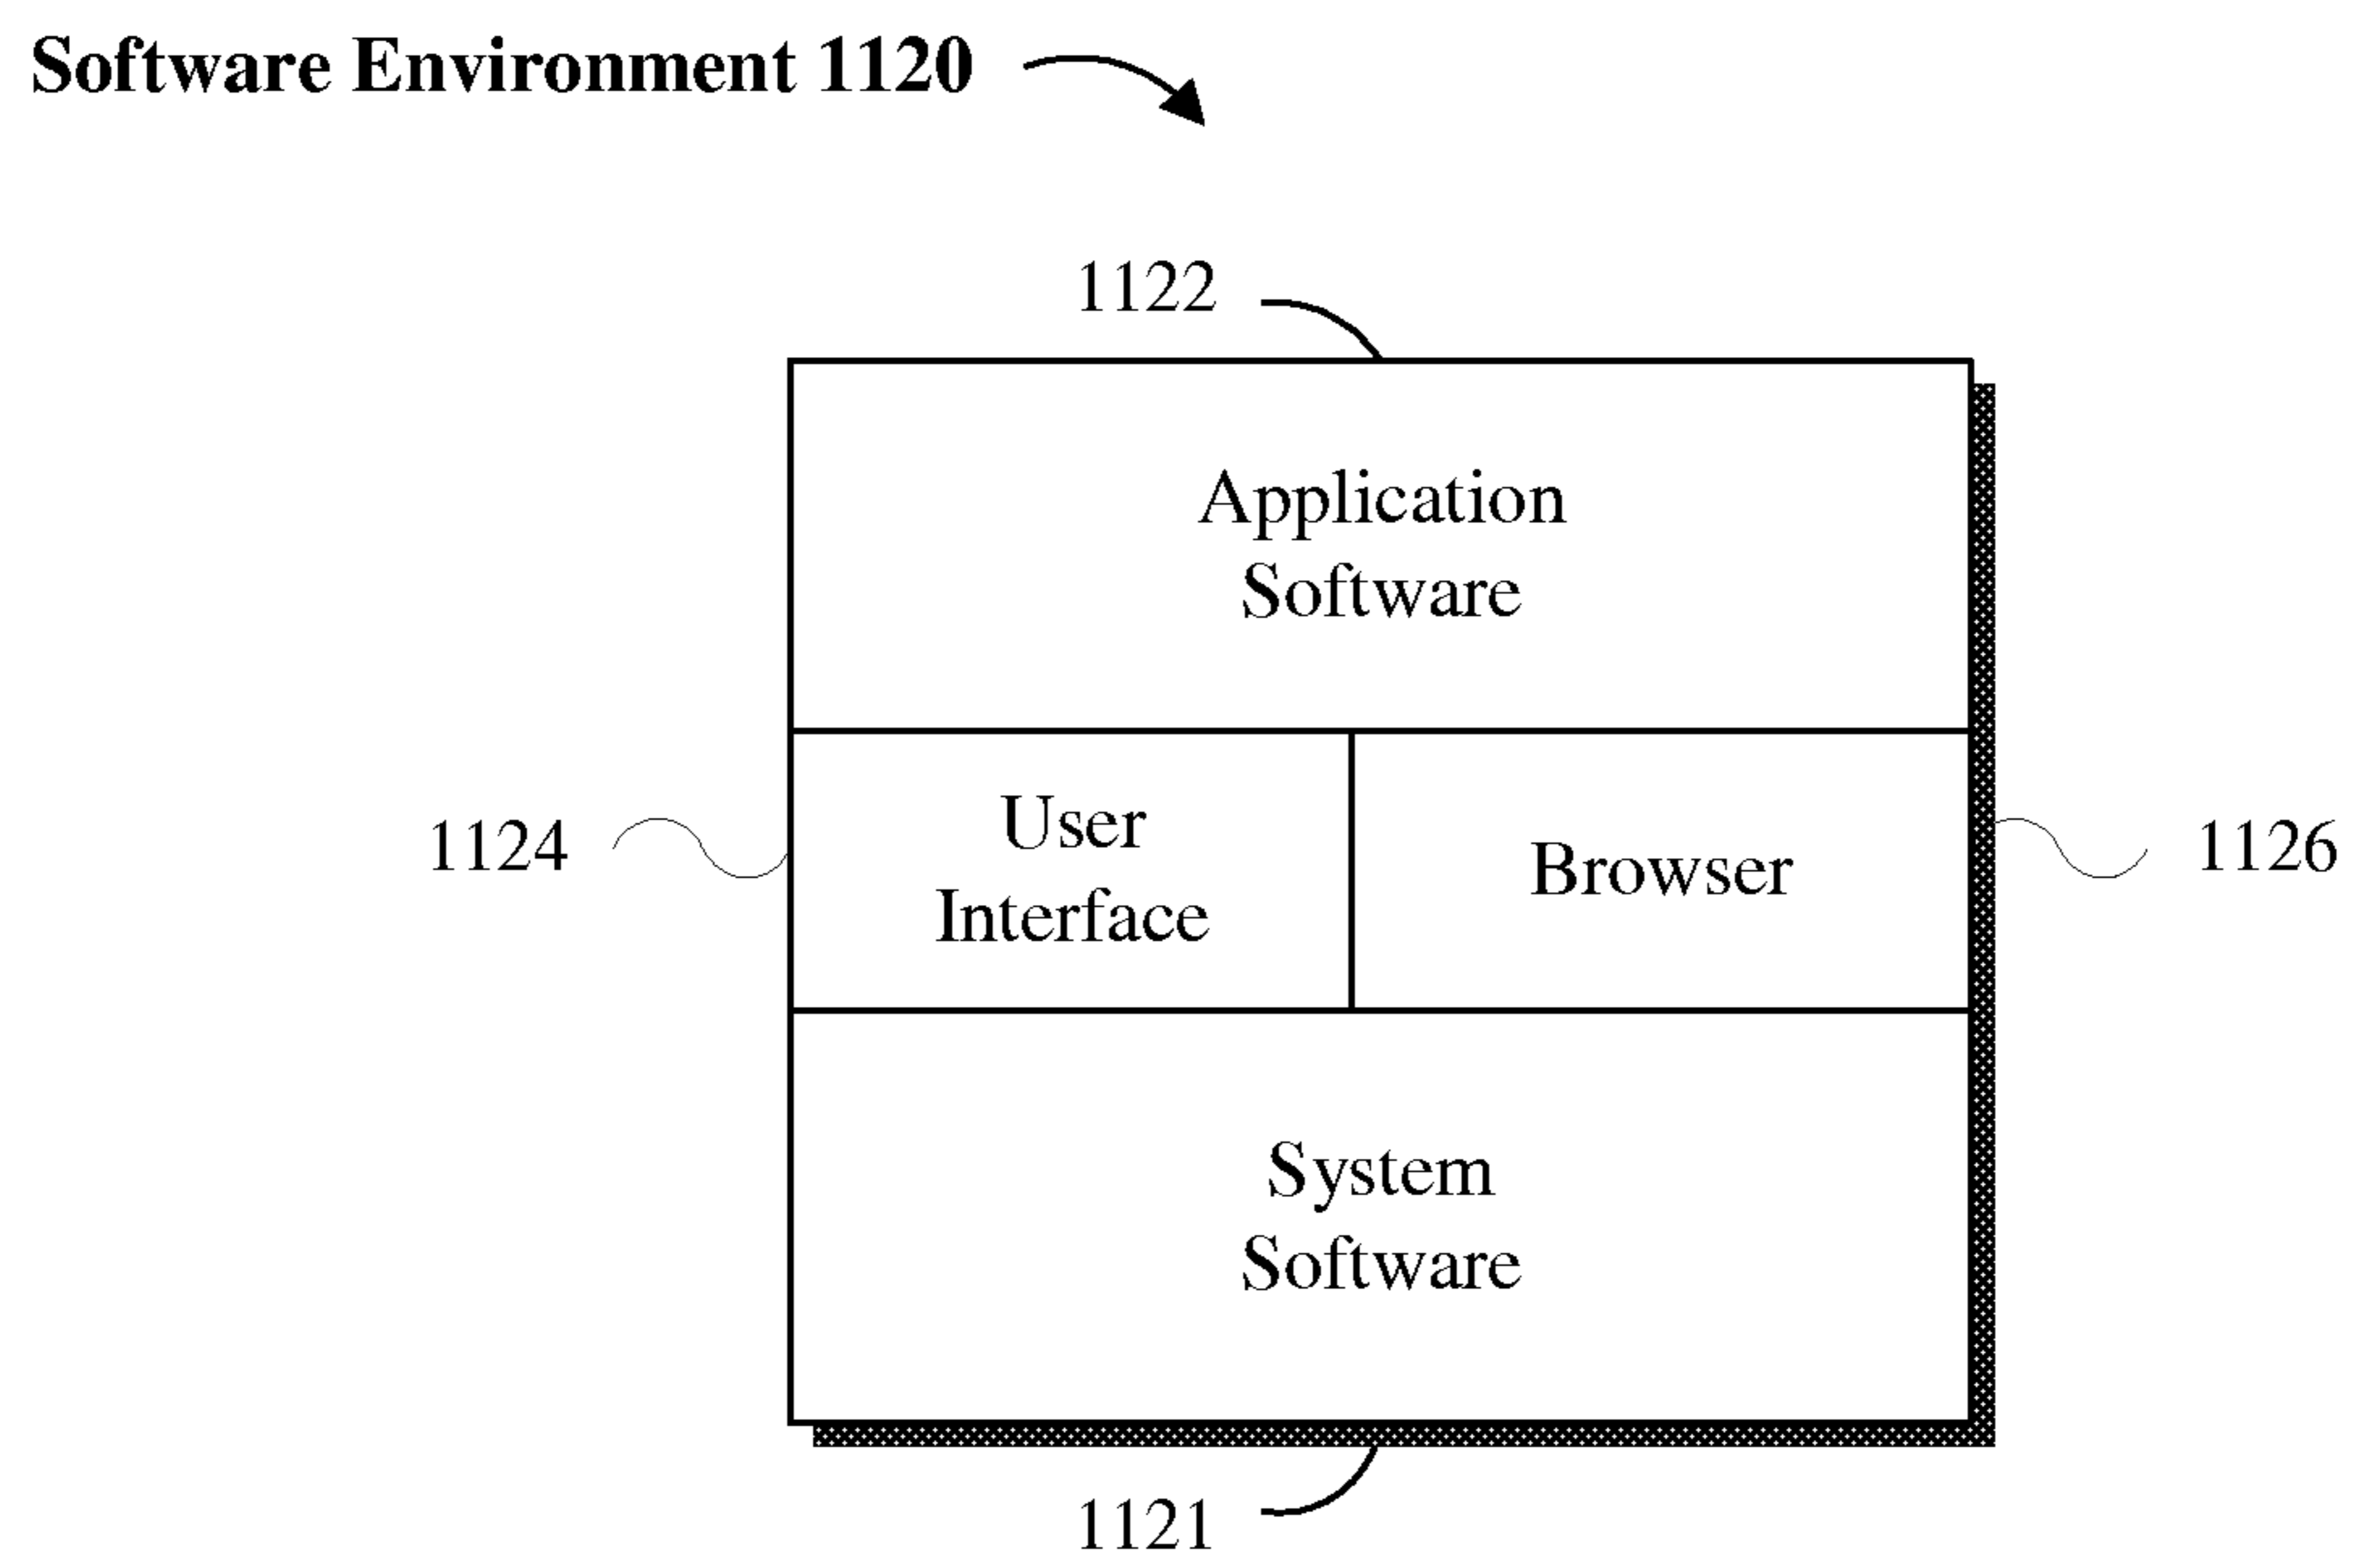 Software Environment 1120
1122
Application
Software
1124
User
Interface
Browser
1126
System
Software
1121